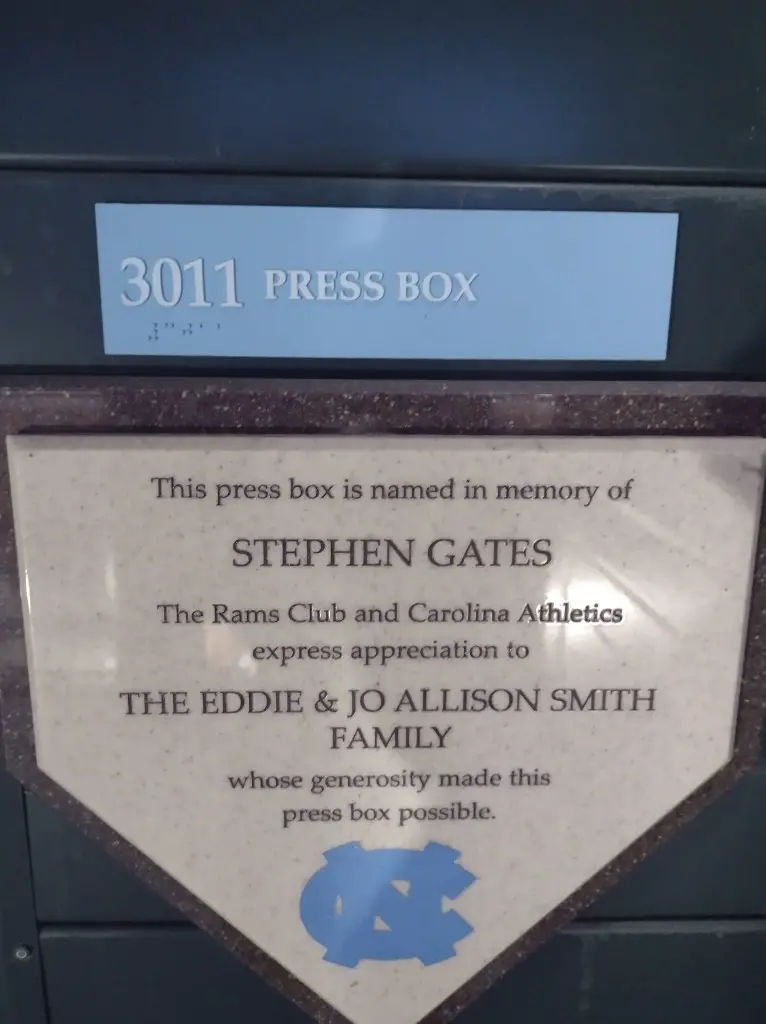 3011 PRESS BOX
This press box is named in memory of
STEPHEN GATES
The Rams Club and Carolina Athletics
express appreciation to
THE EDDIE & JO ALLISON SMITH
FAMILY
whose generosity made this
press box possible.
NC